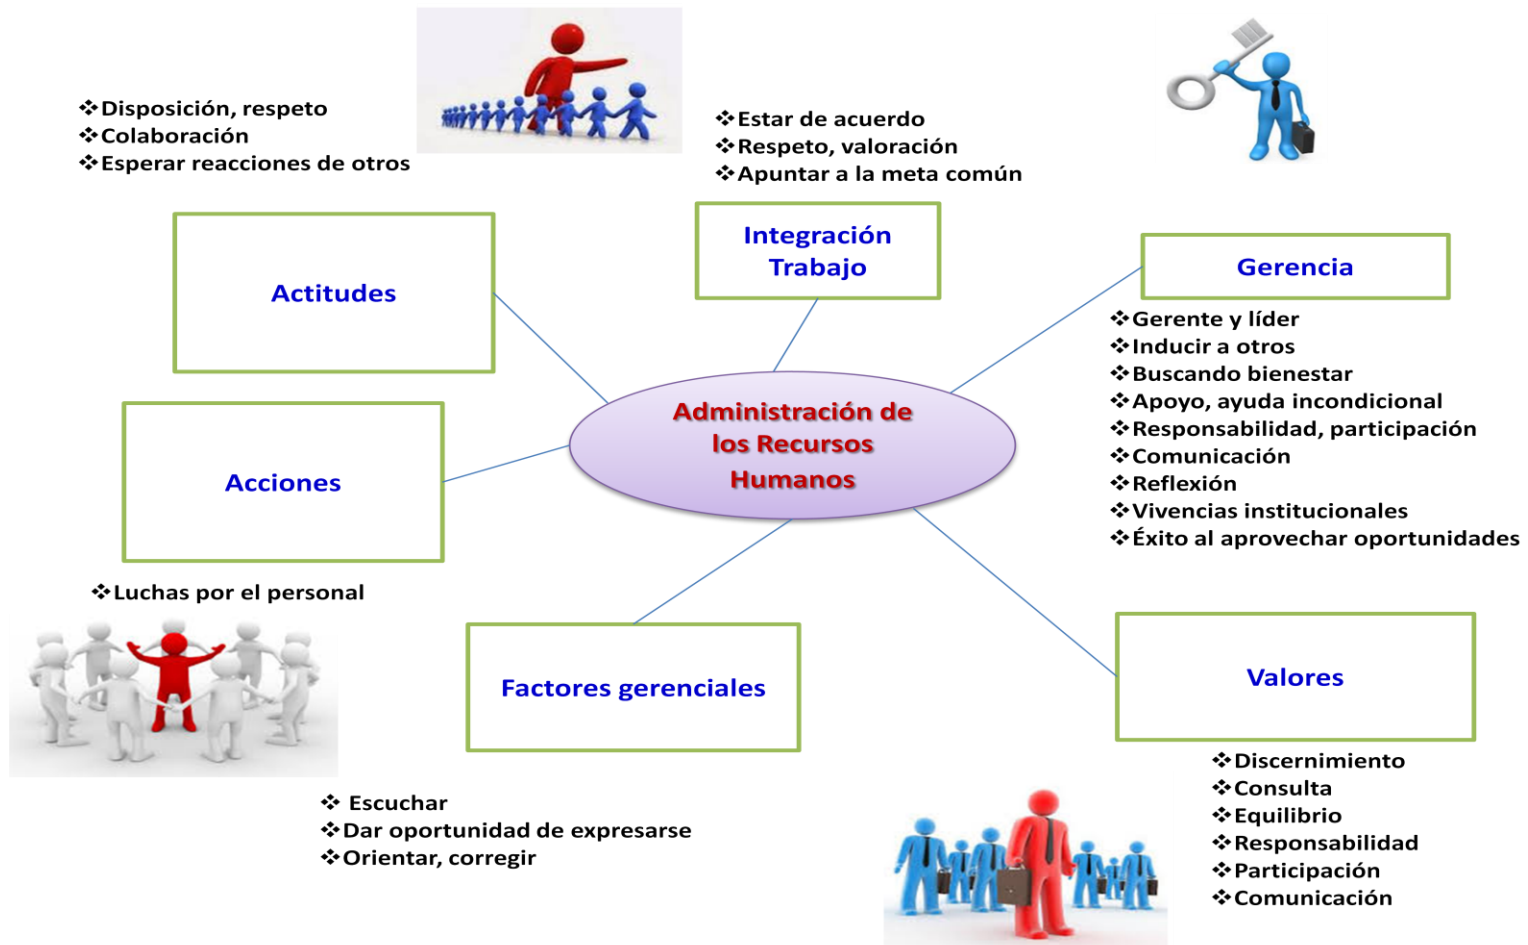 ❖Disposición, respeto
❖Colaboración
❖Esperar reacciones de otros
Actitudes
❖Estar de acuerdo
❖Respeto, valoración
❖Apuntar a la meta común
Integración
Trabajo
Gerencia
❖Gerente y líder
❖Inducir a otros
❖Buscando bienestar
❖Apoyo, ayuda incondicional
❖Responsabilidad, participación
❖Comunicación
❖Reflexión
❖Vivencias institucionales
❖Éxito al aprovechar oportunidades
Administración de
los Recursos
Humanos
Acciones
❖Luchas por el personal
Factores gerenciales
❖ Escuchar
❖Dar oportunidad de expresarse
❖Orientar, corregir
Valores
❖Discernimiento
❖Consulta
❖Equilibrio
❖Responsabilidad
❖Participación
❖Comunicación